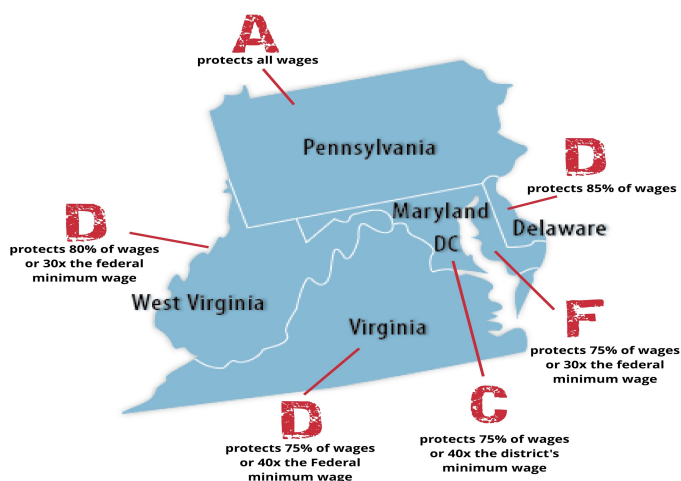 A
protects all wages
Pennsylvania
D
protects 85% of wages
Maryland
Delaware
DC
D
protects 80% of wages
or 30x the federal
minimum wage
West Virginia
Virginia
F
protects 75% of wages
or 30x the federal
minimum wage
D
protects 75% of wages
or 40x the Federal
minimum wage
C
protects 75% of wages
or 40x the district's
minimum wage